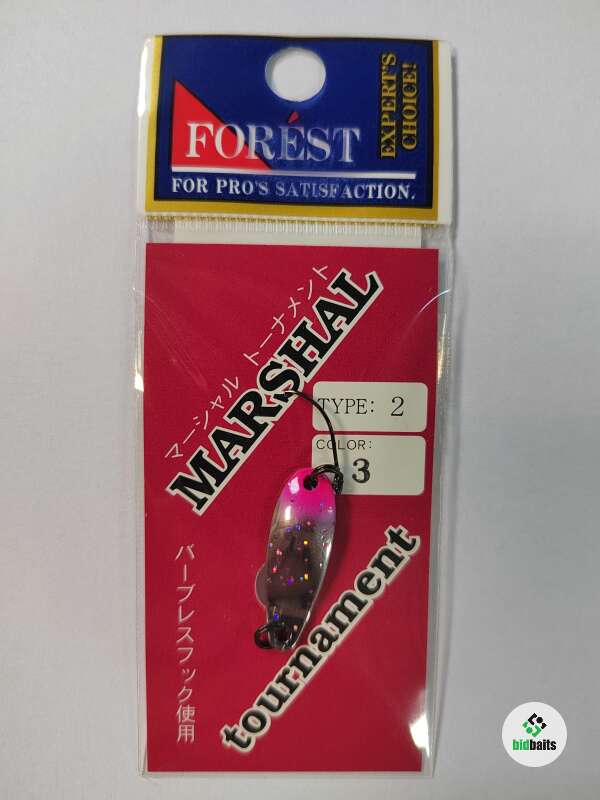 FORÉST
EXPERT'S
CHOICE!
FOR PRO'S SATISFACTION.
マーシャル トーナメント
MARSHAL
TYPE: 2
COLOR:
3
tournament
バーブレスフック使用
bidbaits